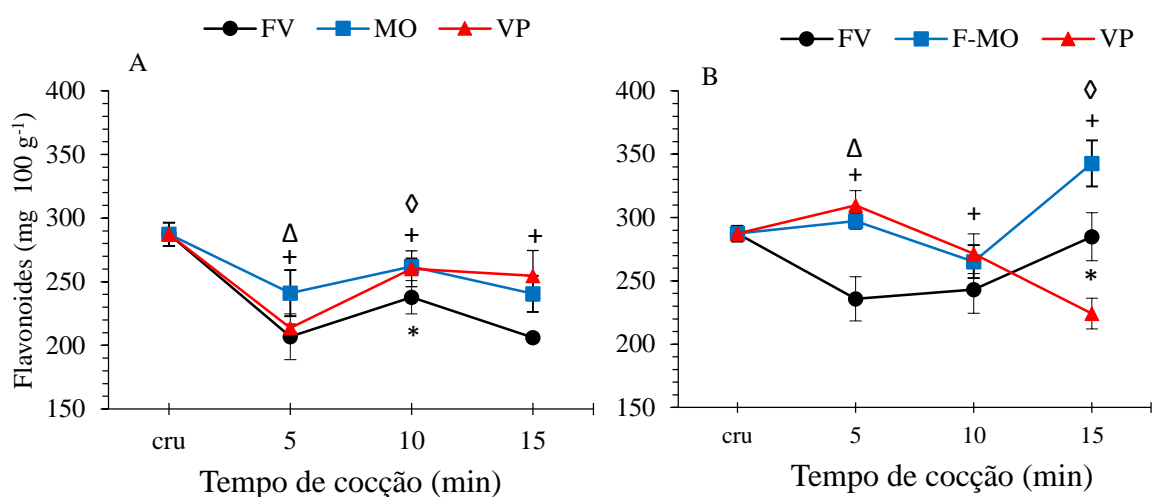 FV MO VP
A
Flavonoides (mg 100 g-1)
400
350
300
250
200
150
Δ
+
◊
+
*
+
cru 5 10 15
Tempo de cocção (min)
FV F-MO VP
B
400
350
300
250
200
150
Δ
+
+
◊
+
*
cru 5 10 15
Tempo de cocção (min)